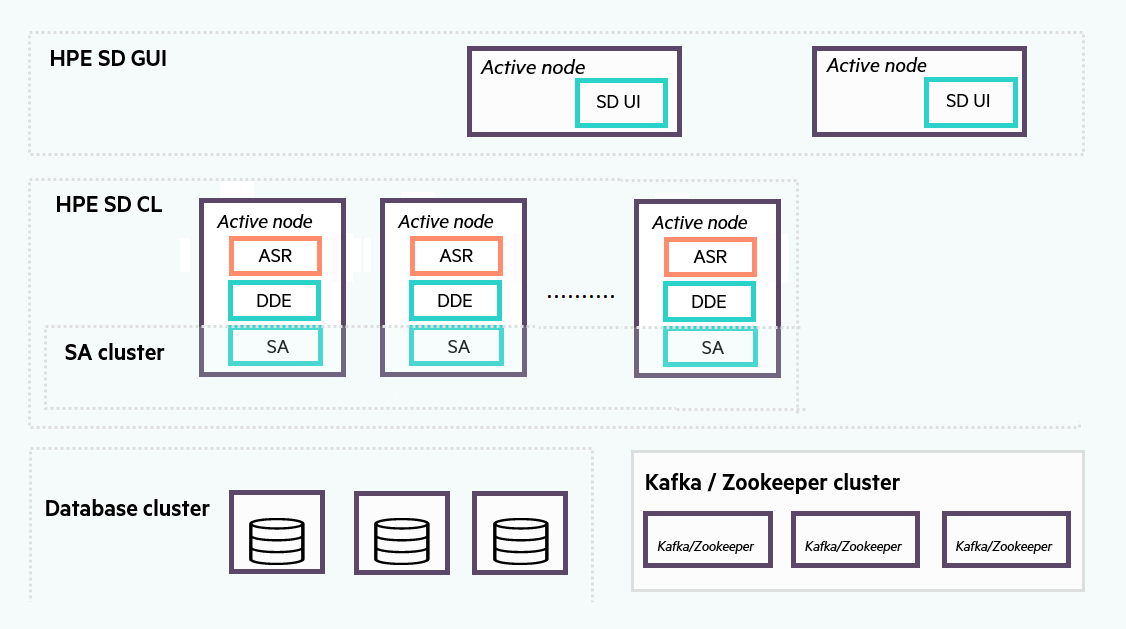 HPE SD GUI
Active node
SD UI
Active node
SD UI
HPE SD CL
Active node
ASR
DDE
SA
Active node
ASR
DDE
SA
..........
Active node
ASR
DDE
SA
SA cluster
Database cluster
Kafka / Zookeeper cluster
Kafka/Zookeeper
Kafka/Zookeeper
Kafka/Zookeeper